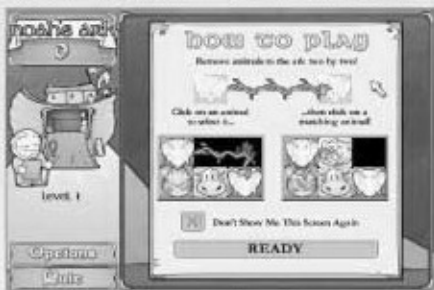 noahs ark
how to play
Remove animals to the ark two by two!
Click on an animal
to select it...
...then click on a
matching animal!
Level 1
Don't Show Me This Screen Again
READY
Options
Quit